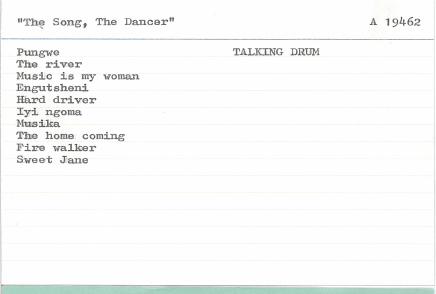 "The Song, The Dancer" A 19462
Pungwe TALKING DRUM
The river
Music is my woman
Engutsheni
Hard driver
Iyi ngoma
Musika
The home coming
Fire walker
Sweet Jane